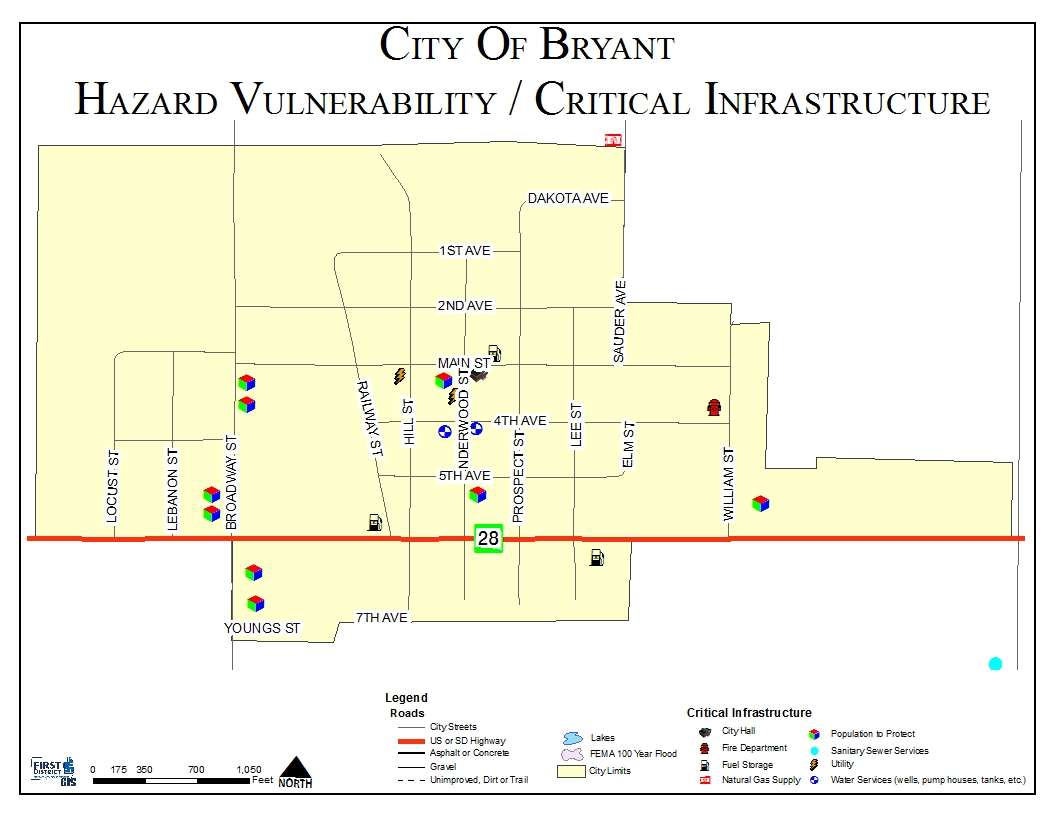 CITY OF BRYANT
HAZARD VULNERABILITY / CRITICAL INFRASTRUCTURE
DAKOTA AVE
1ST AVE
2ND AVE
SAUDER AVE
MAIN ST
RAILWAY ST
HILL ST
NDERWOOD ST
4TH AVE
PROSPECT ST
LEE ST
ELM ST
WILLIAM ST
LOCUST ST
LEBANON ST
BROADWAY ST
5TH AVE
28
7TH AVE
YOUNGS ST
Legend
Roads
City Streets
US or SD Highway
Asphalt or Concrete
Gravel
Unimproved, Dirt or Trail
Lakes
FEMA 100 Year Flood
City Limits
Critical Infrastructure
City Hall
Fire Department
Fuel Storage
Natural Gas Supply
Population to Protect
Sanitary Sewer Services
Utility
Water Services (wells, pump houses, tanks, etc.)
FIRST
DISTRICT
GIS
0 175 350 700 1,050
Feet
NORTH